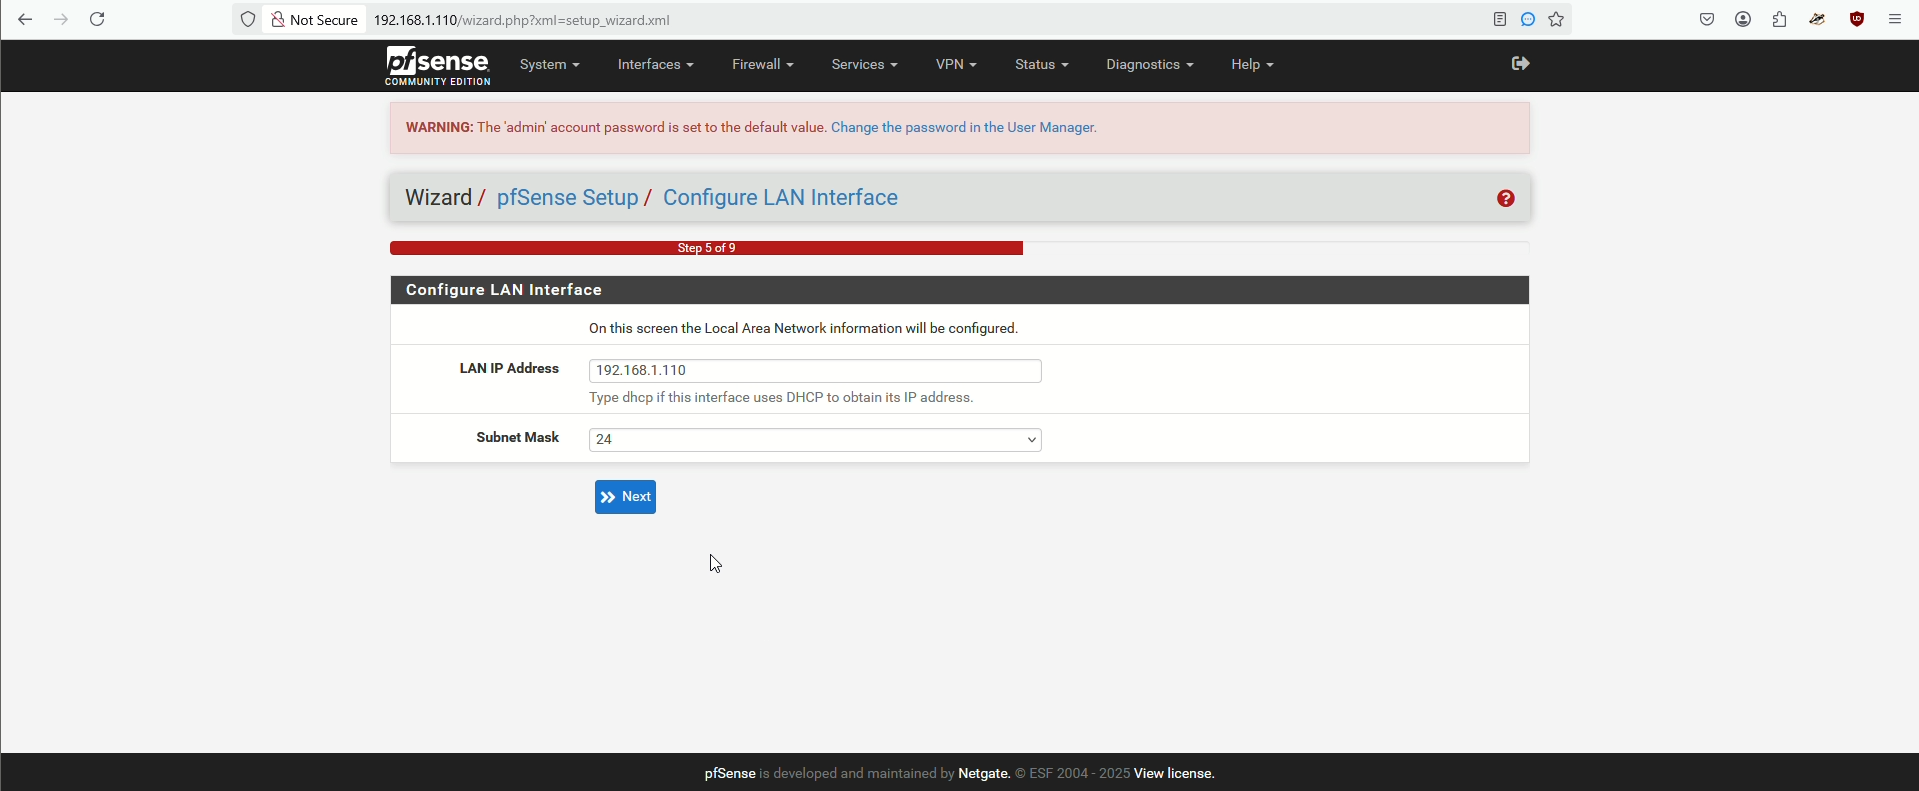 Not Secure 192.168.1.110/wizard.php?xml=setup_wizard.xml
pfsense
COMMUNITY EDITION
System Interfaces Firewall Services VPN Status Diagnostics Help
WARNING: The 'admin' account password is set to the default value. Change the password in the User Manager.
Wizard / pfSense Setup / Configure LAN Interface
Step 5 of 9
Configure LAN Interface
On this screen the Local Area Network information will be configured.
LAN IP Address 192.168.1.110
Type dhcp if this interface uses DHCP to obtain its IP address.
Subnet Mask 24
Next
pfSense is developed and maintained by Netgate. © ESF 2004 - 2025 View license.